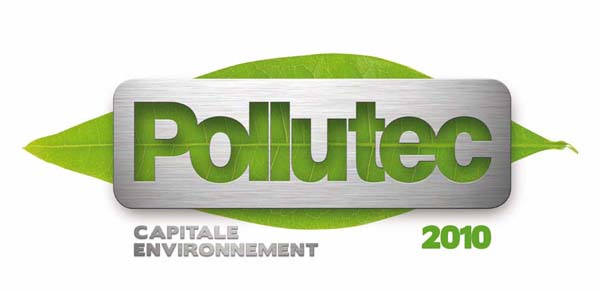 Pollutec
CAPITALE
ENVIRONNEMENT
2010